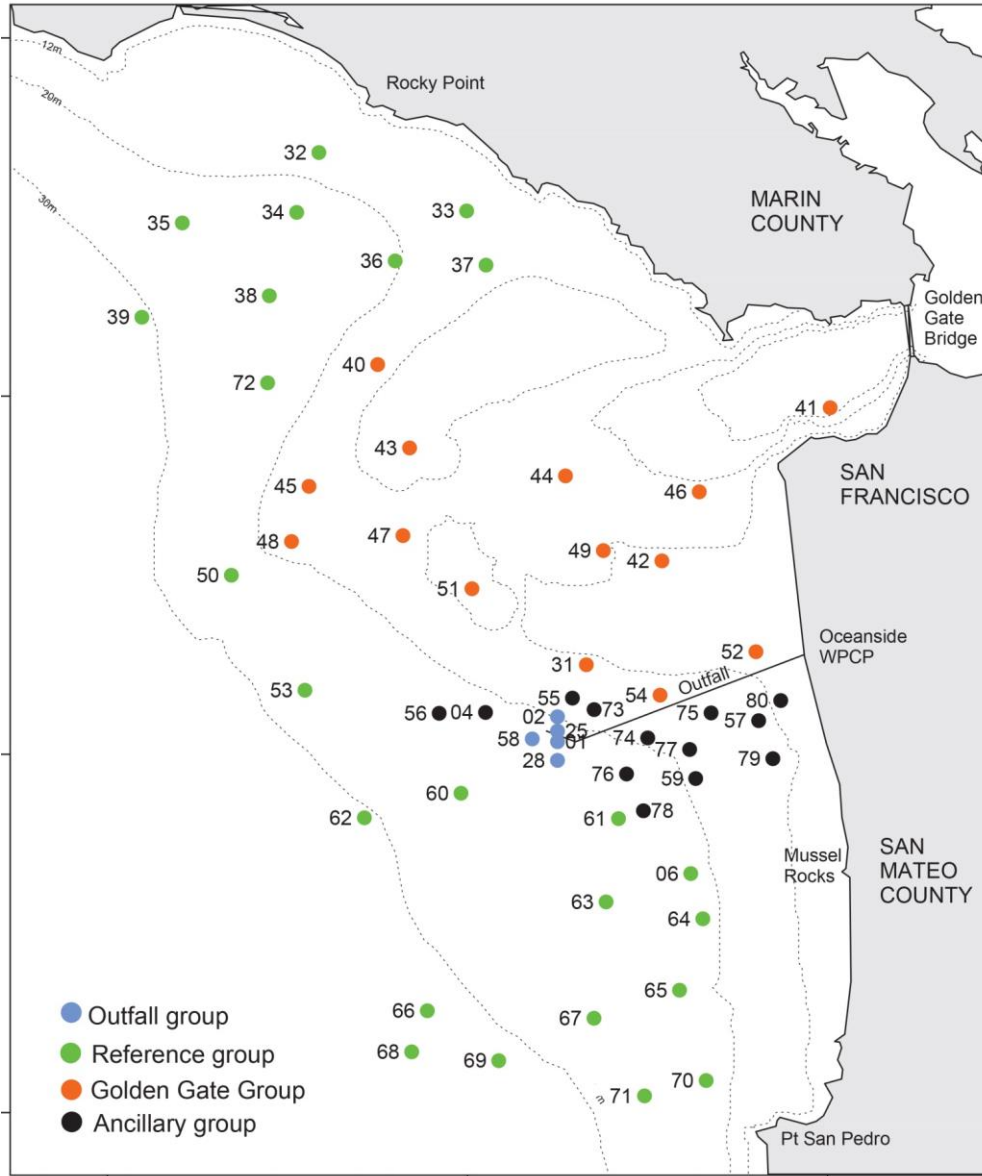 12m
Rocky Point
20m
32
MARIN
COUNTY
30m
35
34
33
36
37
38
39
Golden
Gate
Bridge
40
72
41
43
44
SAN
FRANCISCO
45
46
47
48
49
42
50
51
Oceanside
WPCP
52
31
53
54
Outfall
55
73
80
56
04
02
75
57
25
58
01
74
77
28
79
76
59
60
78
62
61
Mussel
Rocks
SAN
MATEO
COUNTY
06
63
64
65
66
67
Outfall group
68
69
Reference group
70
Golden Gate Group
71
m
Ancillary group
Pt San Pedro